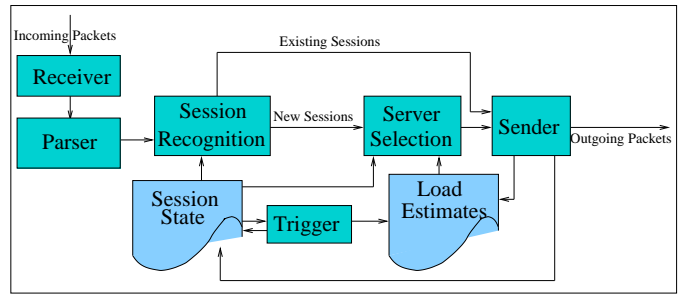 Incoming Packets
Existing Sessions
Receiver
Session
Recognition
New Sessions
Server
Selection
Sender
Parser
Outgoing Packets
Session
State
Trigger
Load
Estimates